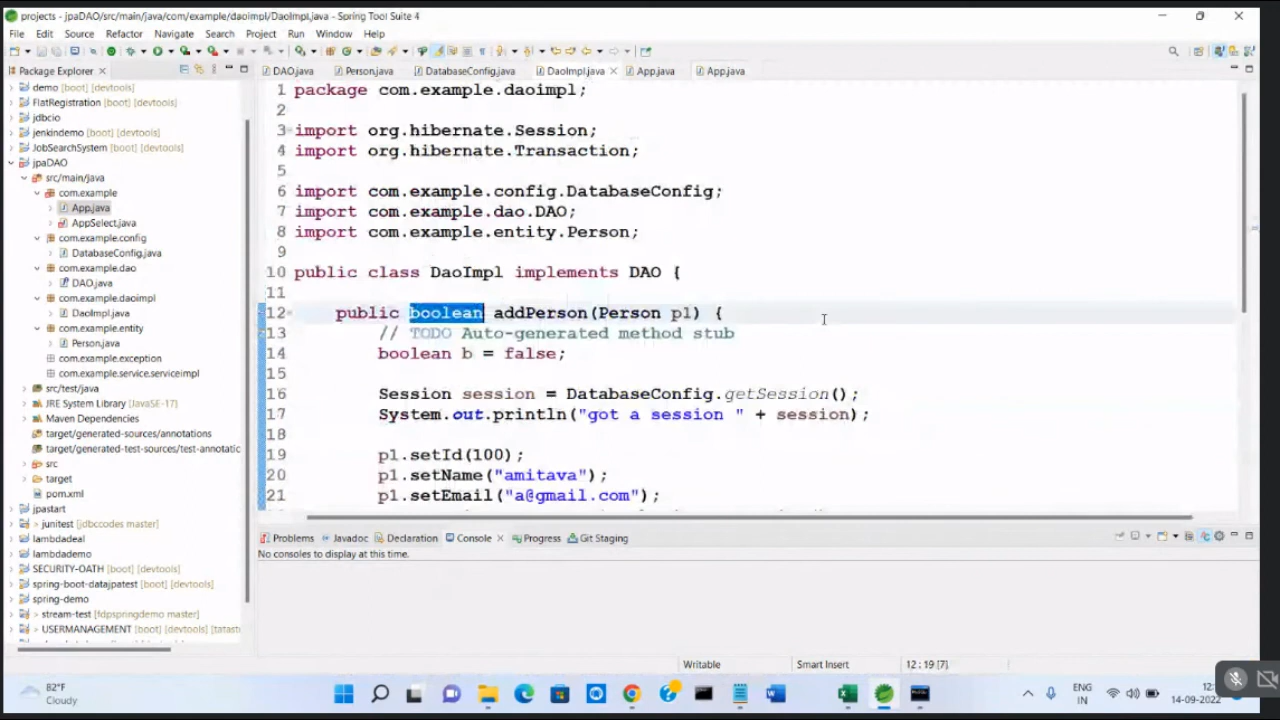 projects - jpaDAO/src/main/java/com/example/daoimpl/DaoImpl.java - Spring Tool Suite 4
File Edit Source Refactor Navigate Search Project Run Window Help
Package Explorer
demo [boot] [devtools]
FlatRegistration [boot] [devtools]
jdbcio
jenkindemo [boot] [devtools]
JobSearchSystem [boot] [devtools]
jpaDAO
src/main/java
com.example
App.java
AppSelect.java
com.example.config
DatabaseConfig.java
com.example.dao
DAO.java
com.example.daoimpl
DaoImpl.java
com.example.entity
Person.java
com.example.exception
com.example.service.serviceimpl
src/test/java
JRE System Library [JavaSE-17]
Maven Dependencies
target/generated-sources/annotations
target/generated-test-sources/test-annotatic
src
target
pom.xml
jpastart
> junitest [jdbccodes master]
lambdadeal
lambdademo
SECURITY-OATH [boot] [devtools]
spring-boot-datajpatest [boot] [devtools]
spring-demo
> stream-test [fdpspringdemo master]
> USERMANAGEMENT [boot] [devtools] [tatast
DAO.java Person.java DatabaseConfig.java DaoImpl.java App.java App.java
1 package com.example.daoimpl;
2
3 import org.hibernate.Session;
4 import org.hibernate.Transaction;
5
6 import com.example.config.DatabaseConfig;
7 import com.example.dao.DAO;
8 import com.example.entity.Person;
9
10 public class DaoImpl implements DAO {
11
12 public boolean addPerson(Person p1) {
13 // TODO Auto-generated method stub
14 boolean b = false;
15
16 Session session = DatabaseConfig.getSession();
17 System.out.println("got a session " + session);
18
19 p1.setId(100);
20 p1.setName("amitava");
21 p1.setEmail("a@gmail.com");
Problems Javadoc Declaration Console Progress Git Staging
No consoles to display at this time.
Writable Smart Insert 12 : 19 [7]
82°F
Cloudy
ENG
IN
14-09-2022